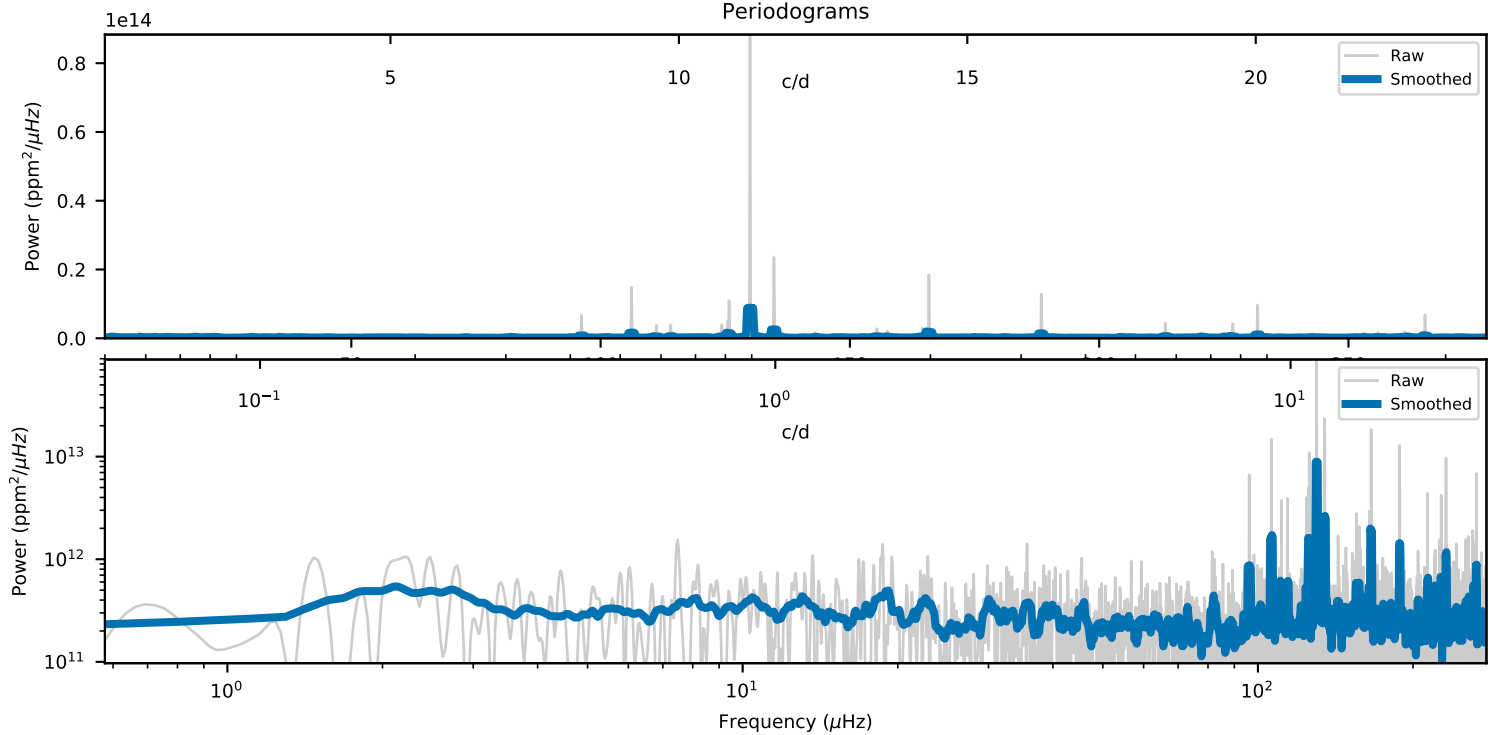 Periodograms
1e14
0.8
0.6
0.4
0.2
0.0
Power (ppm²/μHz)
5
10
15
20
c/d
Raw
Smoothed
10¹³
10¹²
10¹¹
Power (ppm²/μHz)
10⁻¹
10⁰
10¹
c/d
Raw
Smoothed
10⁰
10¹
10²
Frequency (μHz)